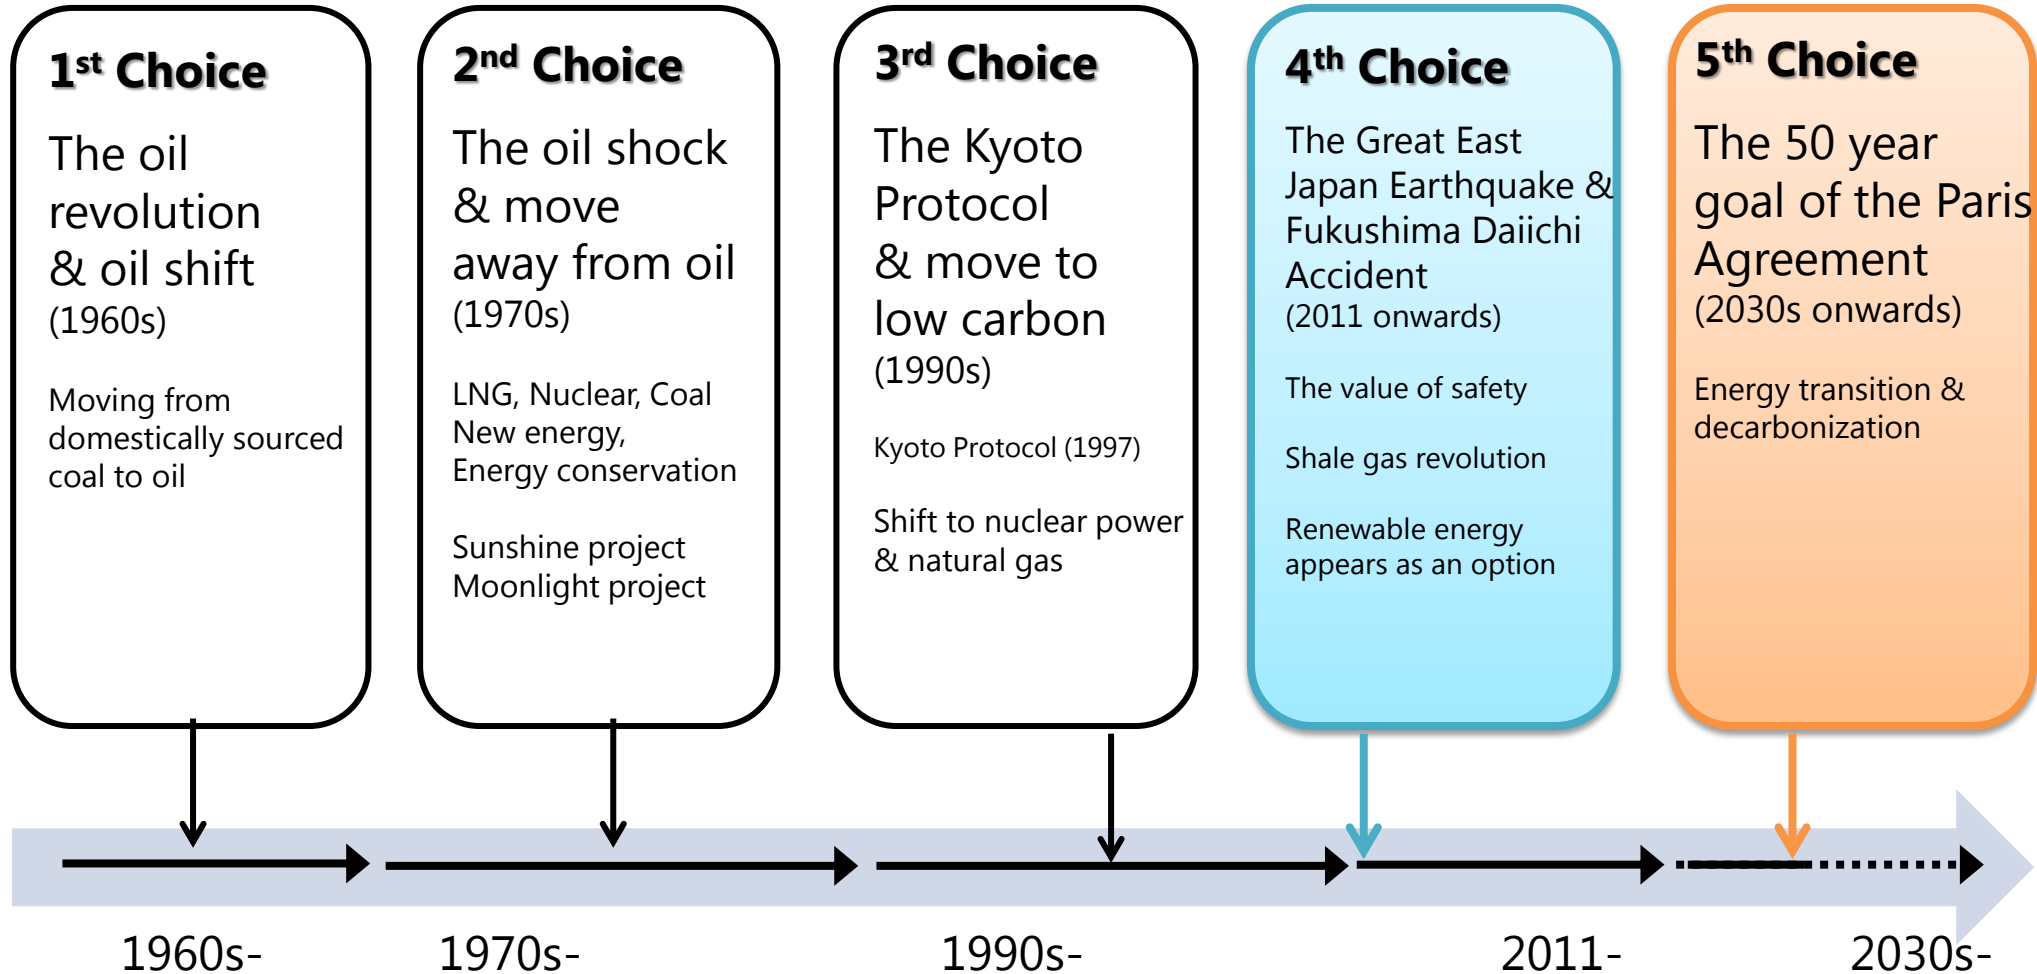 1st Choice
The oil
revolution
& oil shift
(1960s)
Moving from
domestically sourced
coal to oil
2nd Choice
The oil shock
& move
away from oil
(1970s)
LNG, Nuclear, Coal
New energy,
Energy conservation
Sunshine project
Moonlight project
3rd Choice
The Kyoto
Protocol
& move to
low carbon
(1990s)
Kyoto Protocol (1997)
Shift to nuclear power
& natural gas
4th Choice
The Great East
Japan Earthquake &
Fukushima Daiichi
Accident
(2011 onwards)
The value of safety
Shale gas revolution
Renewable energy
appears as an option
5th Choice
The 50 year
goal of the Paris
Agreement
(2030s onwards)
Energy transition &
decarbonization
1960s-
1970s-
1990s-
2011-
2030s-